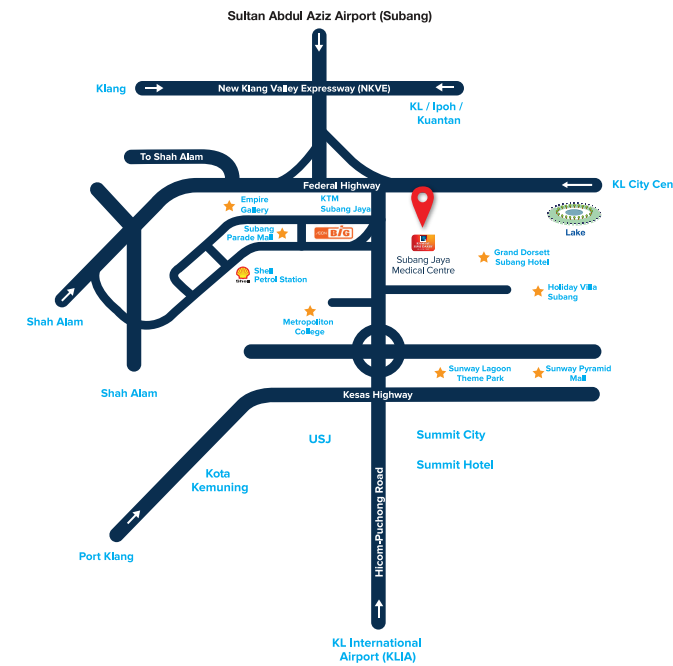 Sultan Abdul Aziz Airport (Subang)
Klang
New Klang Valley Expressway (NKVE)
KL / Ipoh /
Kuantan
To Shah Alam
Federal Highway
KL City Cen
Empire
Gallery
KTM
Subang Jaya
Subang
Parade Mall
BIG
Lake
Subang Jaya
Medical Centre
Grand Dorsett
Subang Hotel
Shell
Shell
Petrol Station
Holiday Villa
Subang
Shah Alam
Metropoliton
College
Sunway Lagoon
Theme Park
Sunway Pyramid
Mall
Shah Alam
Kesas Highway
USJ
Summit City
Summit Hotel
Kota
Kemuning
Hicom-Puchong Road
Port Klang
KL International
Airport (KLIA)